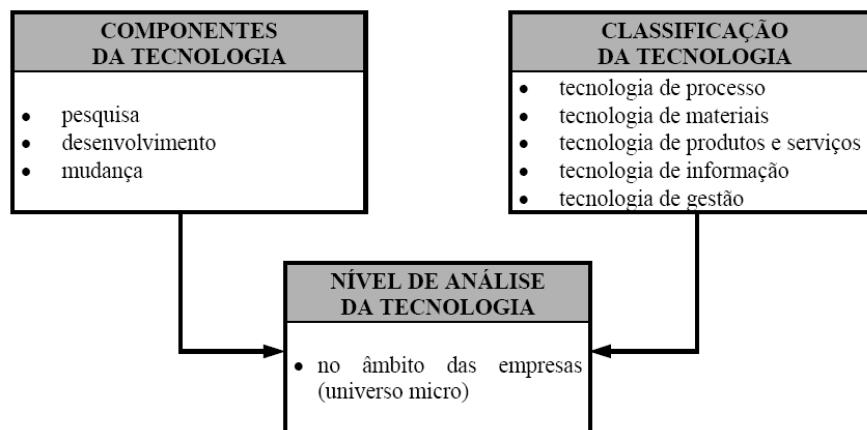 COMPONENTES
DA TECNOLOGIA
• pesquisa
• desenvolvimento
• mudança
CLASSIFICAÇÃO
DA TECNOLOGIA
• tecnologia de processo
• tecnologia de materiais
• tecnologia de produtos e serviços
• tecnologia de informação
• tecnologia de gestão
NÍVEL DE ANÁLISE
DA TECNOLOGIA
• no âmbito das empresas
(universo micro)